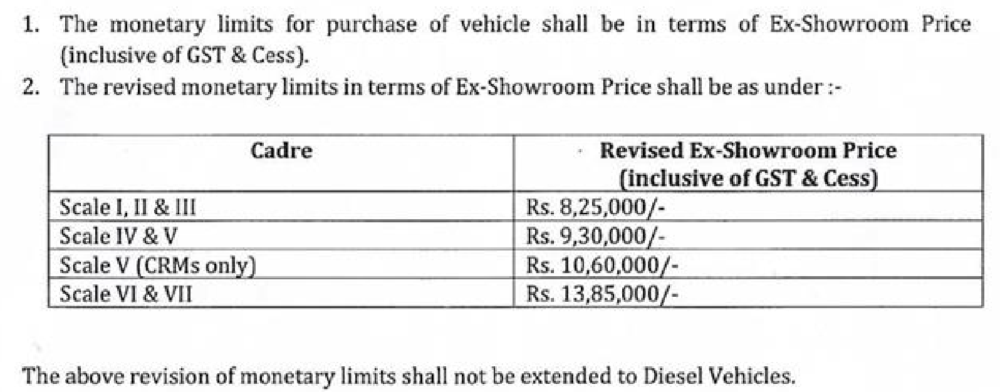 1. The monetary limits for purchase of vehicle shall be in terms of Ex-Showroom Price
(inclusive of GST & Cess).
2. The revised monetary limits in terms of Ex-Showroom Price shall be as under :-
Cadre
Revised Ex-Showroom Price
(inclusive of GST & Cess)
Scale I, II & III Rs. 8,25,000/-
Scale IV & V Rs. 9,30,000/-
Scale V (CRMs only) Rs. 10,60,000/-
Scale VI & VII Rs. 13,85,000/-
The above revision of monetary limits shall not be extended to Diesel Vehicles.